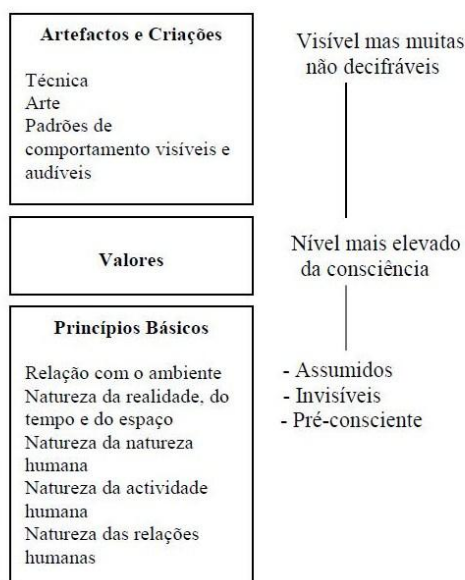 Artefactos e Criações
Técnica
Arte
Padrões de
comportamento visíveis e
audíveis
Visível mas muitas
não decifráveis
Valores
Nível mais elevado
da consciência
Princípios Básicos
Relação com o ambiente
Natureza da realidade, do
tempo e do espaço
Natureza da natureza
humana
Natureza da actividade
humana
Natureza das relações
humanas
- Assumidos
- Invisíveis
- Pré-consciente